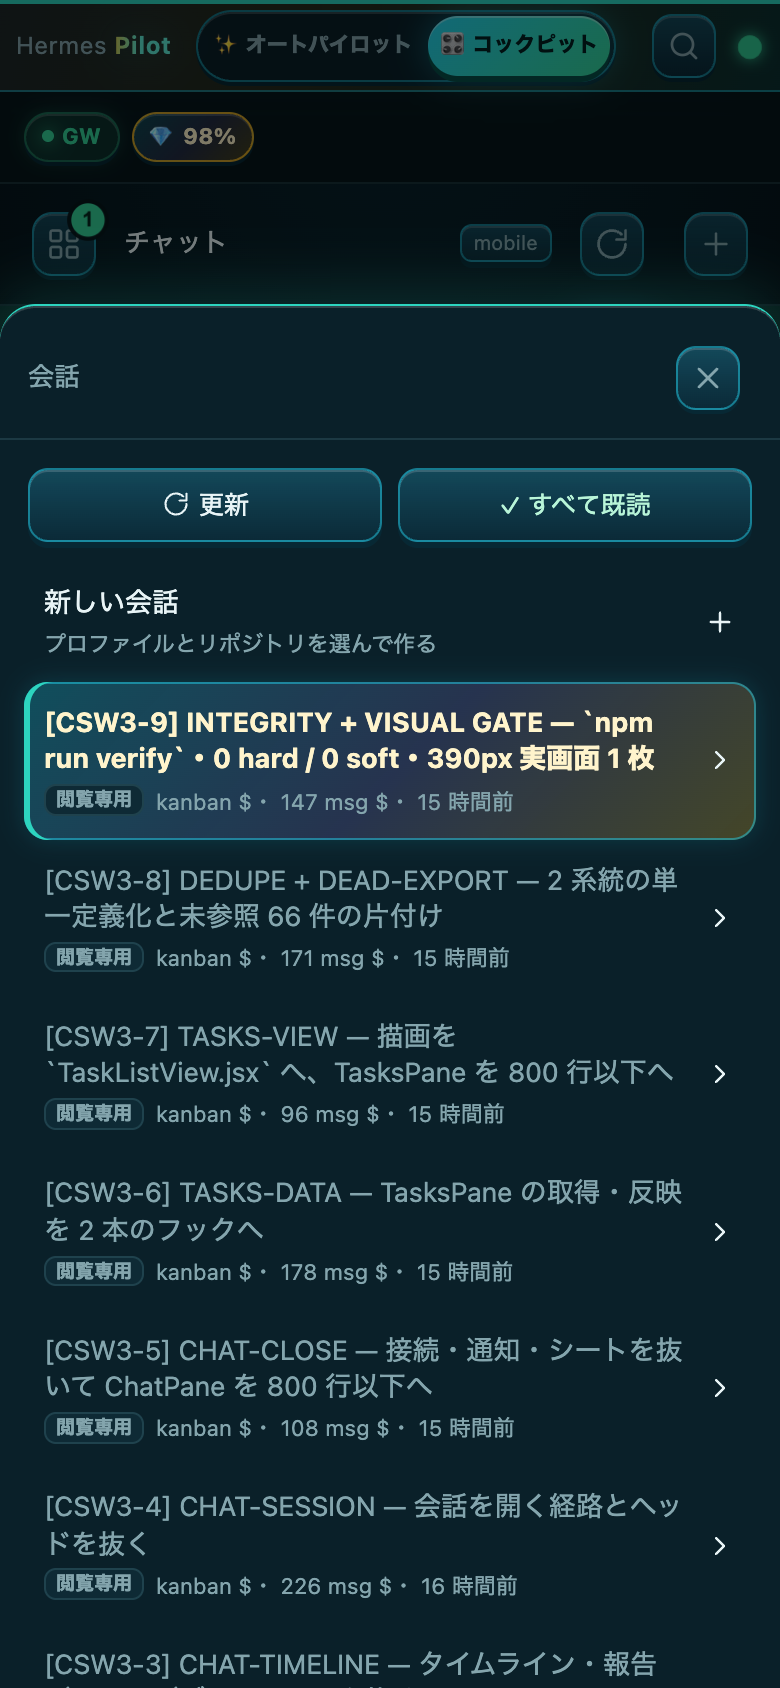 Hermes Pilot
✨ オートパイロット
🎛️ コックピット
GW
💎 98%
1
チャット
mobile
会話
更新
✓ すべて既読
新しい会話
プロファイルとリポジトリを選んで作る
[CSW3-9] INTEGRITY + VISUAL GATE — `npm
run verify` • 0 hard / 0 soft • 390px 実画面 1 枚
閲覧専用 kanban $ · 147 msg $ · 15 時間前
[CSW3-8] DEDUPE + DEAD-EXPORT — 2 系統の単
一定義化と未参照 66 件の片付け
閲覧専用 kanban $ · 171 msg $ · 15 時間前
[CSW3-7] TASKS-VIEW — 描画を
`TaskListView.jsx` へ、TasksPane を 800 行以下へ
閲覧専用 kanban $ · 96 msg $ · 15 時間前
[CSW3-6] TASKS-DATA — TasksPane の取得・反映
を 2 本のフックへ
閲覧専用 kanban $ · 178 msg $ · 15 時間前
[CSW3-5] CHAT-CLOSE — 接続・通知・シートを抜
いて ChatPane を 800 行以下へ
閲覧専用 kanban $ · 108 msg $ · 15 時間前
[CSW3-4] CHAT-SESSION — 会話を開く経路とヘッ
ドを抜く
閲覧専用 kanban $ · 226 msg $ · 16 時間前
[CSW3-3] CHAT-TIMELINE — タイムライン・報告